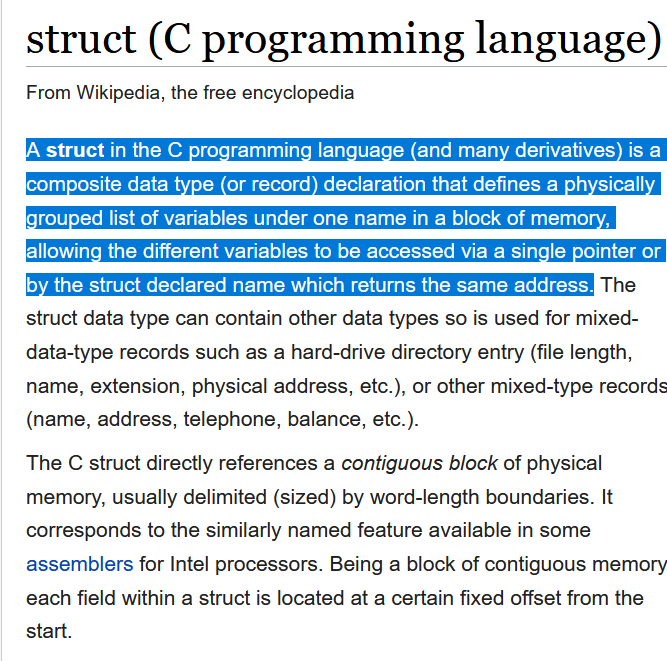 struct (C programming language)
From Wikipedia, the free encyclopedia
A struct in the C programming language (and many derivatives) is a
composite data type (or record) declaration that defines a physically
grouped list of variables under one name in a block of memory,
allowing the different variables to be accessed via a single pointer or
by the struct declared name which returns the same address. The
struct data type can contain other data types so is used for mixed-
data-type records such as a hard-drive directory entry (file length,
name, extension, physical address, etc.), or other mixed-type records
(name, address, telephone, balance, etc.).
The C struct directly references a contiguous block of physical
memory, usually delimited (sized) by word-length boundaries. It
corresponds to the similarly named feature available in some
assemblers for Intel processors. Being a block of contiguous memory
each field within a struct is located at a certain fixed offset from the
start.